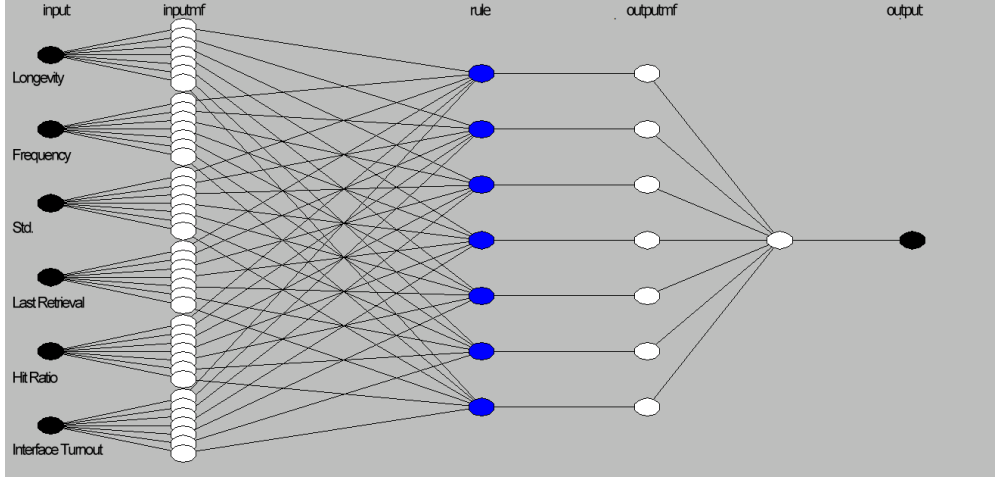 input inputmf rule outputmf output
Longevity
Frequency
Std.
Last Retrieval
Hit Ratio
Interface Turnout